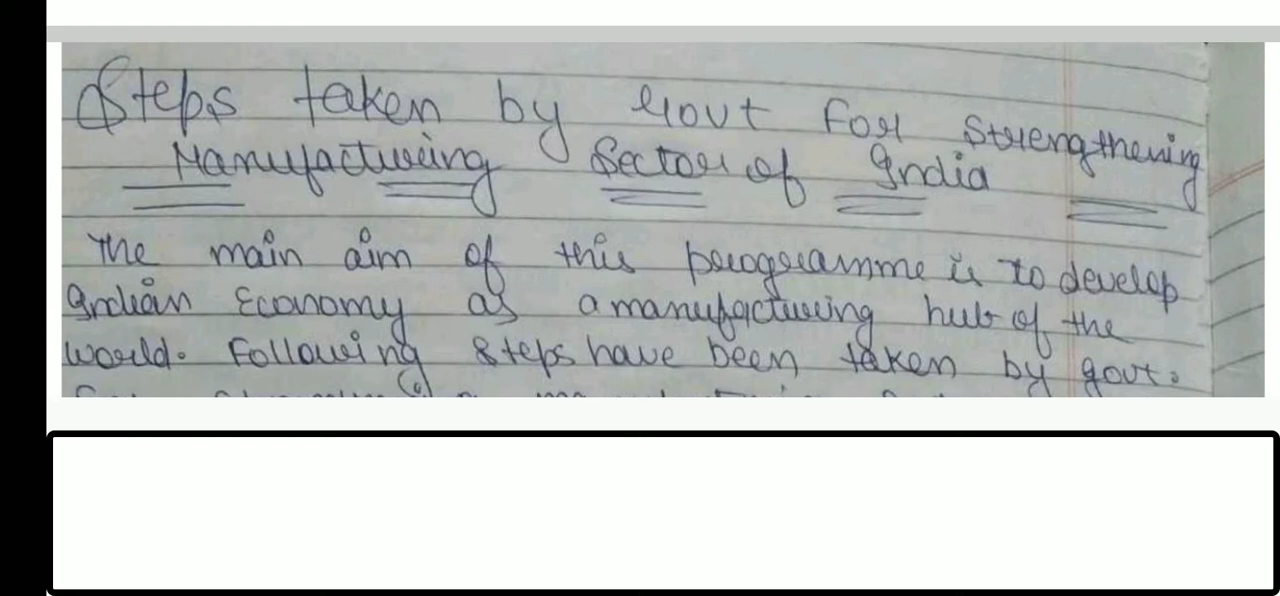 Steps taken by Govt For Strengthening
Manufacturing Sector of India
The main aim of this programme is to develop
Indian Economy as a manufacturing hub of the
world. Following steps have been taken by govt.